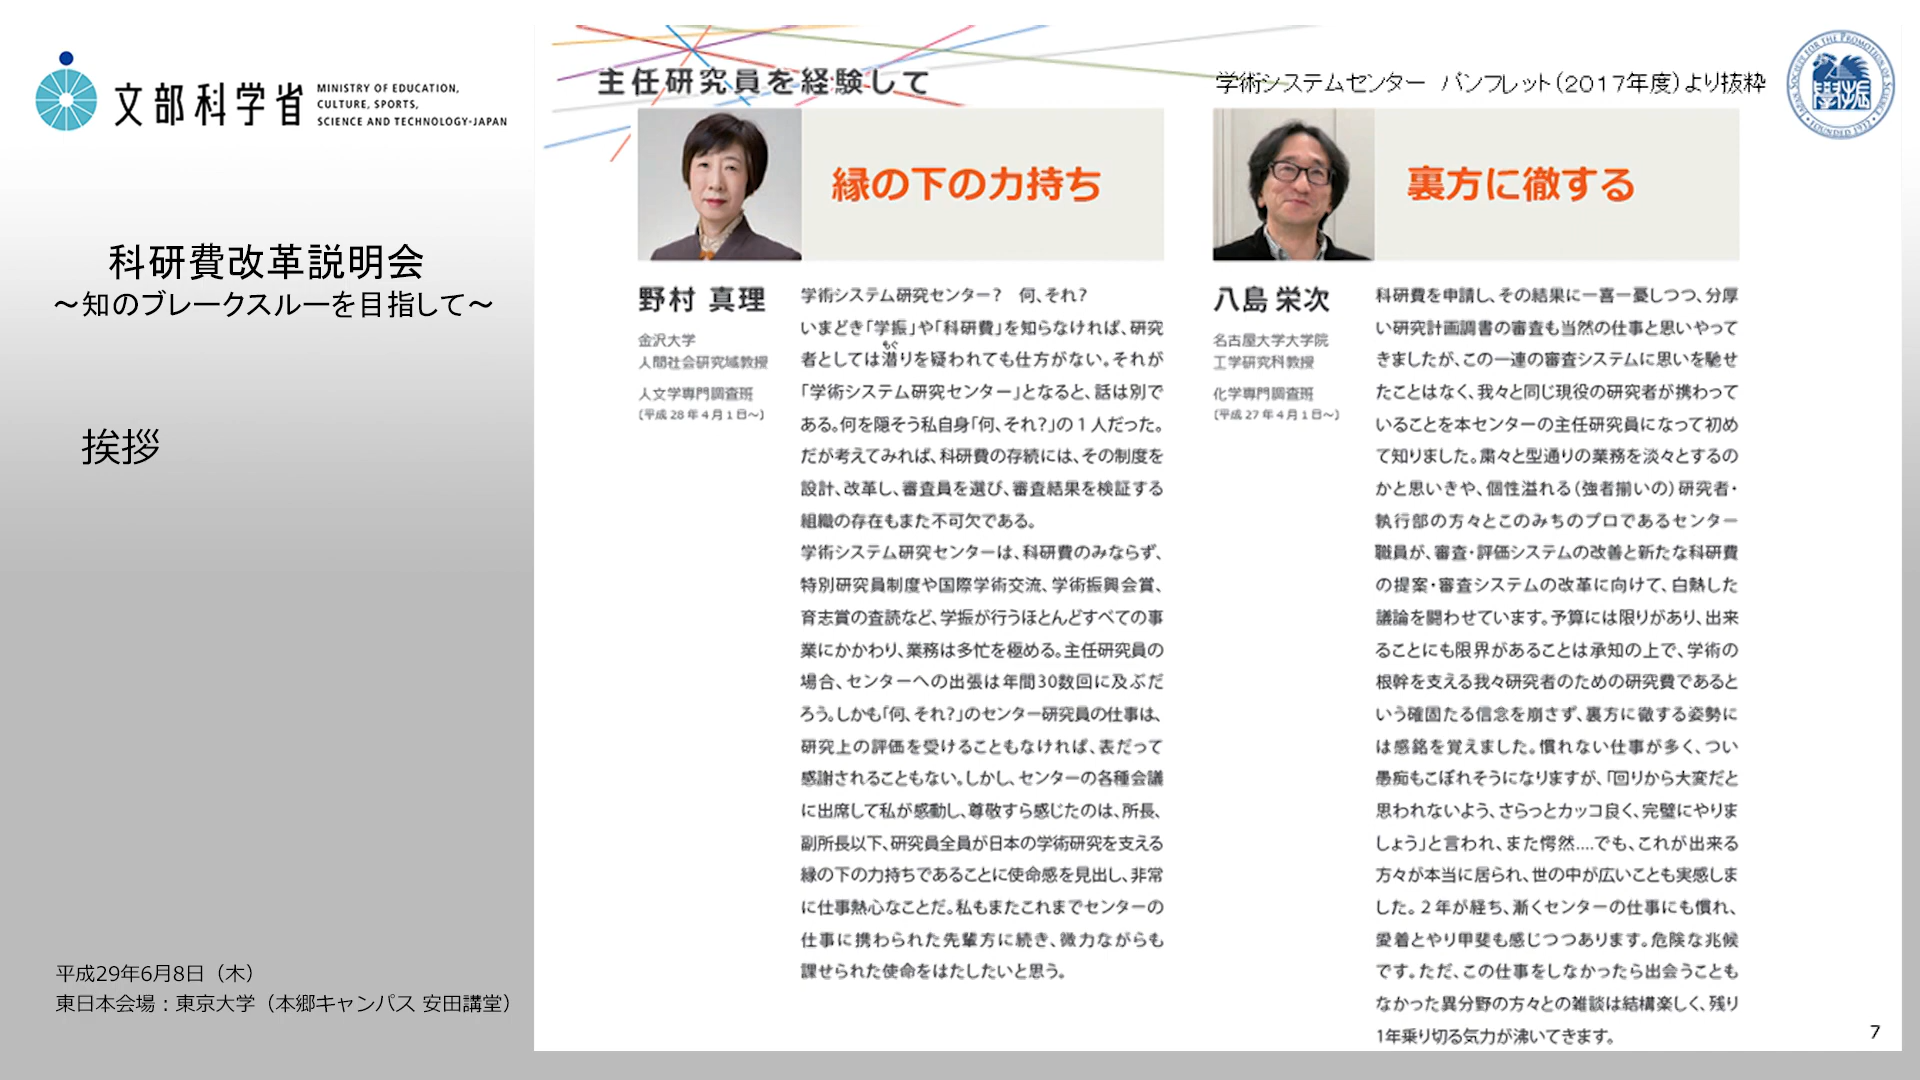 文部科学省
MINISTRY OF EDUCATION,
CULTURE, SPORTS,
SCIENCE AND TECHNOLOGY-JAPAN
科研費改革説明会
～知のブレークスルーを目指して～
挨拶
平成29年6月8日（木）
東日本会場：東京大学（本郷キャンパス 安田講堂）
主任研究員を経験して
学術システムセンター パンフレット（2017年度）より抜粋
縁の下の力持ち
野村 真理
金沢大学
人間社会研究域教授
人文学専門調査班
（平成28年4月1日～）
学術システム研究センター？ 何、それ？
いまどき「学振」や「科研費」を知らなければ、研究
もぐ
者としては潜りを疑われても仕方がない。それが
「学術システム研究センター」となると、話は別で
ある。何を隠そう私自身「何、それ？」の1人だった。
だが考えてみれば、科研費の存続には、その制度を
設計、改革し、審査員を選び、審査結果を検証する
組織の存在もまた不可欠である。
学術システム研究センターは、科研費のみならず、
特別研究員制度や国際学術交流、学術振興会賞、
育志賞の査読など、学振が行うほとんどすべての事
業にかかわり、業務は多忙を極める。主任研究員の
場合、センターへの出張は年間30数回に及ぶだ
ろう。しかも「何、それ？」のセンター研究員の仕事は、
研究上の評価を受けることもなければ、表だって
感謝されることもない。しかし、センターの各種会議
に出席して私が感動し、尊敬すら感じたのは、所長、
副所長以下、研究員全員が日本の学術研究を支える
縁の下の力持ちであることに使命感を見出し、非常
に仕事熱心なことだ。私もまたこれまでセンターの
仕事に携わられた先輩方に続き、微力ながらも
課せられた使命をはたしたいと思う。
裏方に徹する
八島 栄次
名古屋大学大学院
工学研究科教授
化学専門調査班
（平成27年4月1日～）
科研費を申請し、その結果に一喜一憂しつつ、分厚
い研究計画調書の審査も当然の仕事と思いやって
きましたが、この一連の審査システムに思いを馳せ
たことはなく、我々と同じ現役の研究者が携わって
いることを本センターの主任研究員になって初め
て知りました。粛々と型通りの業務を淡々とするの
かと思いきや、個性溢れる（強者揃いの）研究者・
執行部の方々とこのみちのプロであるセンター
職員が、審査・評価システムの改善と新たな科研費
の提案・審査システムの改革に向けて、白熱した
議論を闘わせています。予算には限りがあり、出来
ることにも限界があることは承知の上で、学術の
根幹を支える我々研究者のための研究費であると
いう確固たる信念を崩さず、裏方に徹する姿勢に
は感銘を覚えました。慣れない仕事が多く、つい
愚痴もこぼれそうになりますが、「回りから大変だと
思われないよう、さらっとカッコ良く、完璧にやりま
しょう」と言われ、また愕然....でも、これが出来る
方々が本当に居られ、世の中が広いことも実感しま
した。2年が経ち、漸くセンターの仕事にも慣れ、
愛着とやり甲斐も感じつつあります。危険な兆候
です。ただ、この仕事をしなかったら出会うことも
なかった異分野の方々との雑談は結構楽しく、残り
1年乗り切る気力が沸いてきます。
7